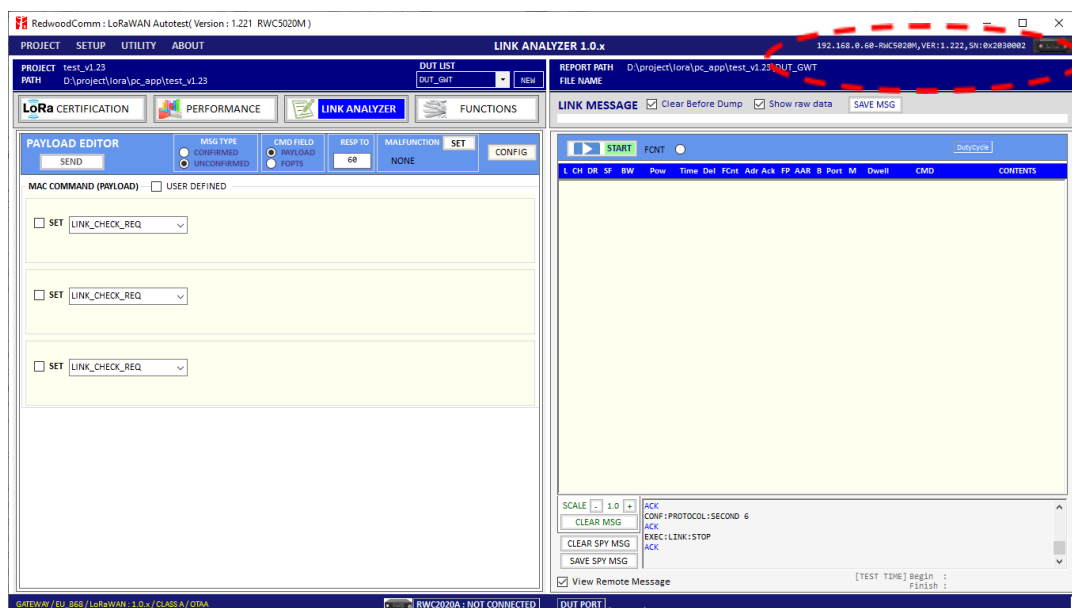 RedwoodComm : LoRaWAN Autotest( Version : 1.221 RWC5020M )
PROJECT SETUP UTILITY ABOUT
LINK ANALYZER 1.0.x
192.168.0.60-RWC5020M,VER:1.222,SN:0x2030002
PROJECT test_v1.23
PATH D:\project\lora\pc_app\test_v1.23
DUT LIST
DUT_GWT NEW
REPORT PATH D:\project\lora\pc_app\test_v1.23\DUT_GWT
FILE NAME
LoRa CERTIFICATION PERFORMANCE LINK ANALYZER FUNCTIONS
LINK MESSAGE Clear Before Dump Show raw data SAVE MSG
PAYLOAD EDITOR
SEND
MSG TYPE
CONFIRMED
UNCONFIRMED
CMD FIELD
PAYLOAD
FOPTS
RESP TO
60
MALFUNCTION SET
NONE
CONFIG
MAC COMMAND (PAYLOAD) USER DEFINED
SET LINK_CHECK_REQ
SET LINK_CHECK_REQ
SET LINK_CHECK_REQ
START FCNT DutyCycle
L CH DR SF BW Pow Time Del FCnt Adr Ack FP AAR B Port M Dwell CMD CONTENTS
SCALE - 1.0 +
CLEAR MSG
CLEAR SPY MSG
SAVE SPY MSG
ACK
CONF:PROTOCOL:SECOND 6
ACK
EXEC:LINK:STOP
ACK
View Remote Message
[TEST TIME] Begin :
Finish :
GATEWAY / EU_868 / LoRaWAN : 1.0.x / CLASS A / OTAA
RWC2020A : NOT CONNECTED
DUT PORT